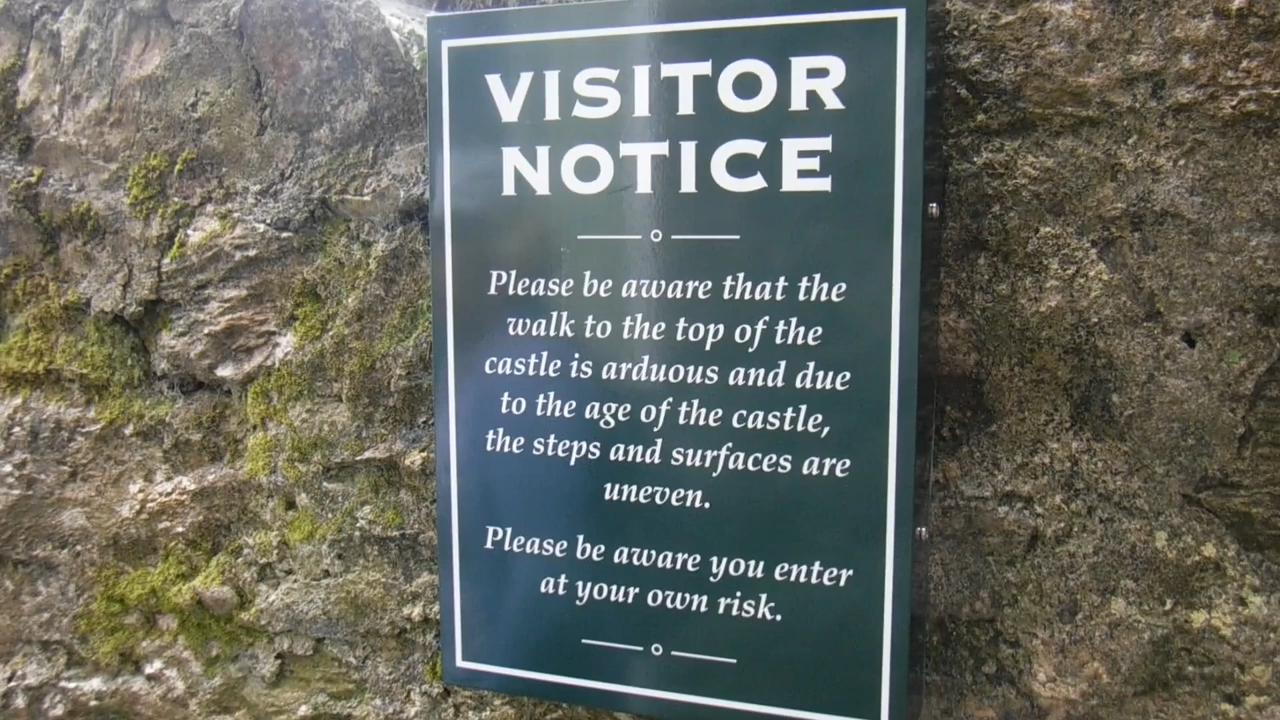 VISITOR
NOTICE
Please be aware that the
walk to the top of the
castle is arduous and due
to the age of the castle,
the steps and surfaces are
uneven.
Please be aware you enter
at your own risk.